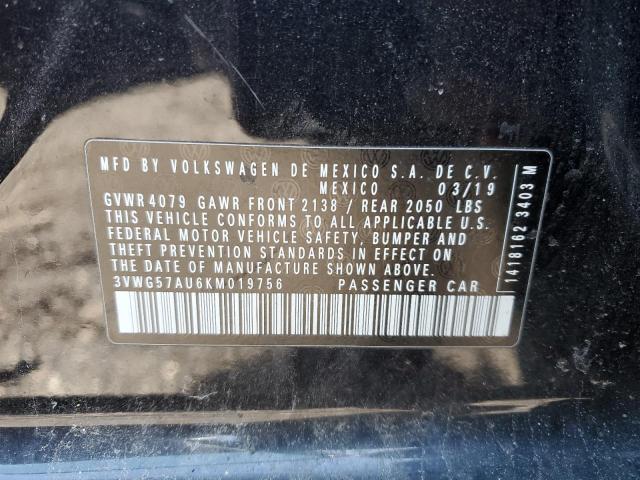 MFD BY VOLKSWAGEN DE MEXICO S.A. DE C.V.
MEXICO 03/19
GVWR 4079 GAWR FRONT 2138 / REAR 2050 LBS
THIS VEHICLE CONFORMS TO ALL APPLICABLE U.S.
FEDERAL MOTOR VEHICLE SAFETY, BUMPER AND
THEFT PREVENTION STANDARDS IN EFFECT ON THE
DATE OF MANUFACTURE SHOWN ABOVE.
3VWG57AU6KM019756 PASSENGER CAR
1418162 3403 M